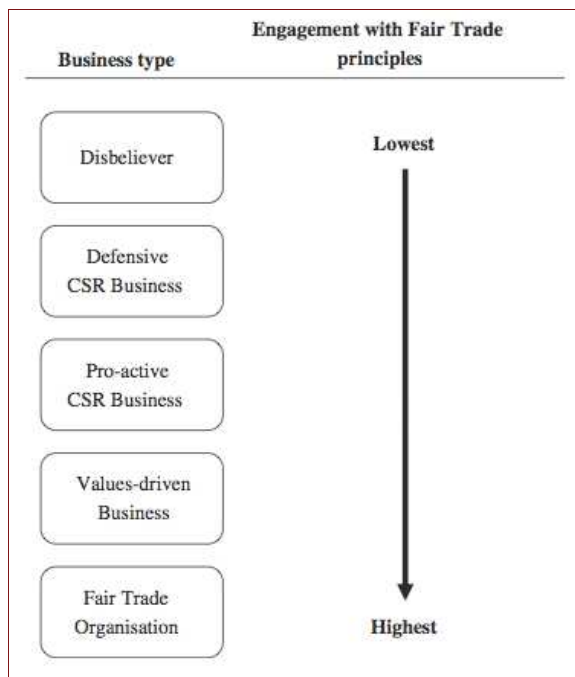 Engagement with Fair Trade
Business type
principles
Disbeliever
Lowest
Defensive
CSR Business
Pro-active
CSR Business
Values-driven
Business
Fair Trade
Organisation
Highest